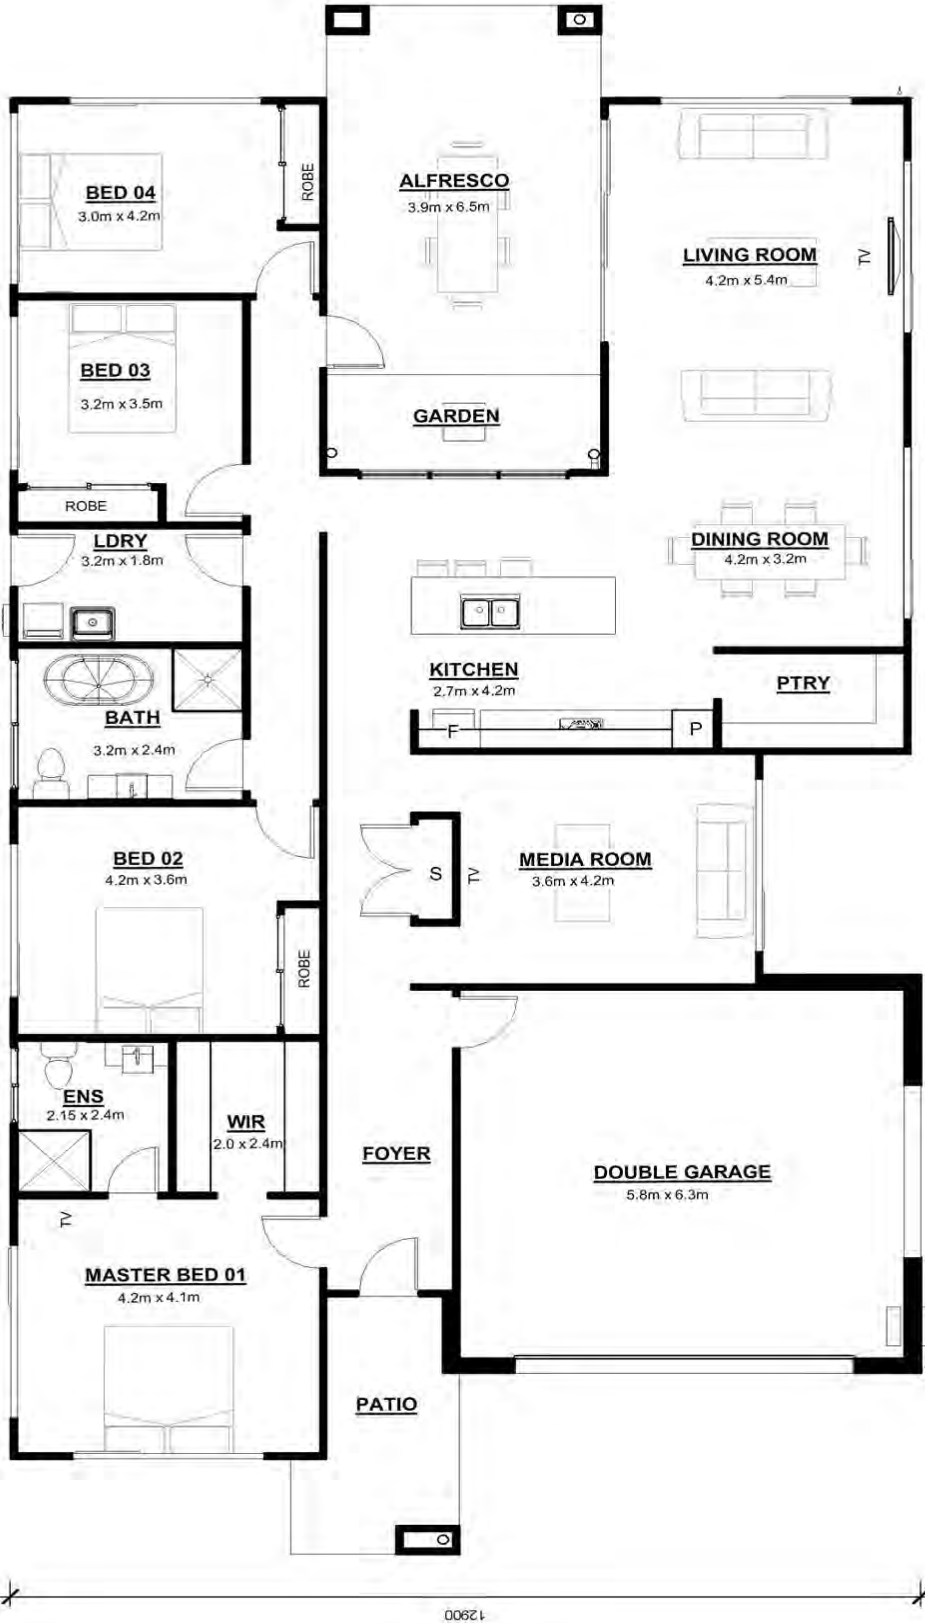 BED 04
3.0m x 4.2m
ROBE
ALFRESCO
3.9m x 6.5m
LIVING ROOM
4.2m x 5.4m
TV
BED 03
3.2m x 3.5m
ROBE
GARDEN
LDRY
3.2m x 1.8m
DINING ROOM
4.2m x 3.2m
KITCHEN
2.7m x 4.2m
PTRY
F
P
BATH
3.2m x 2.4m
BED 02
4.2m x 3.6m
ROBE
S
TV
MEDIA ROOM
3.6m x 4.2m
ENS
2.15 x 2.4m
WIR
2.0 x 2.4m
FOYER
DOUBLE GARAGE
5.8m x 6.3m
TV
MASTER BED 01
4.2m x 4.1m
PATIO
12900